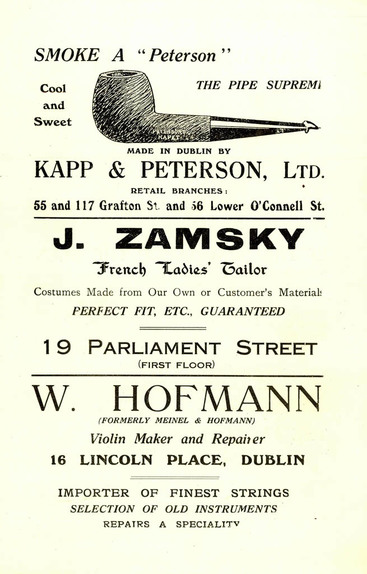 SMOKE A "Peterson"
Cool
and
Sweet
THE PIPE SUPREM
MADE IN DUBLIN BY
KAPP & PETERSON, LTD.
RETAIL BRANCHES:
55 and 117 Grafton St. and 56 Lower O'Connell St.
J. ZAMSKY
French Ladies' Tailor
Costumes Made from Our Own or Customer's Materials
PERFECT FIT, ETC., GUARANTEED
19 PARLIAMENT STREET
(FIRST FLOOR)
W. HOFMANN
(FORMERLY MEINEL & HOFMANN)
Violin Maker and Repairer
16 LINCOLN PLACE, DUBLIN
IMPORTER OF FINEST STRINGS
SELECTION OF OLD INSTRUMENTS
REPAIRS A SPECIALITY